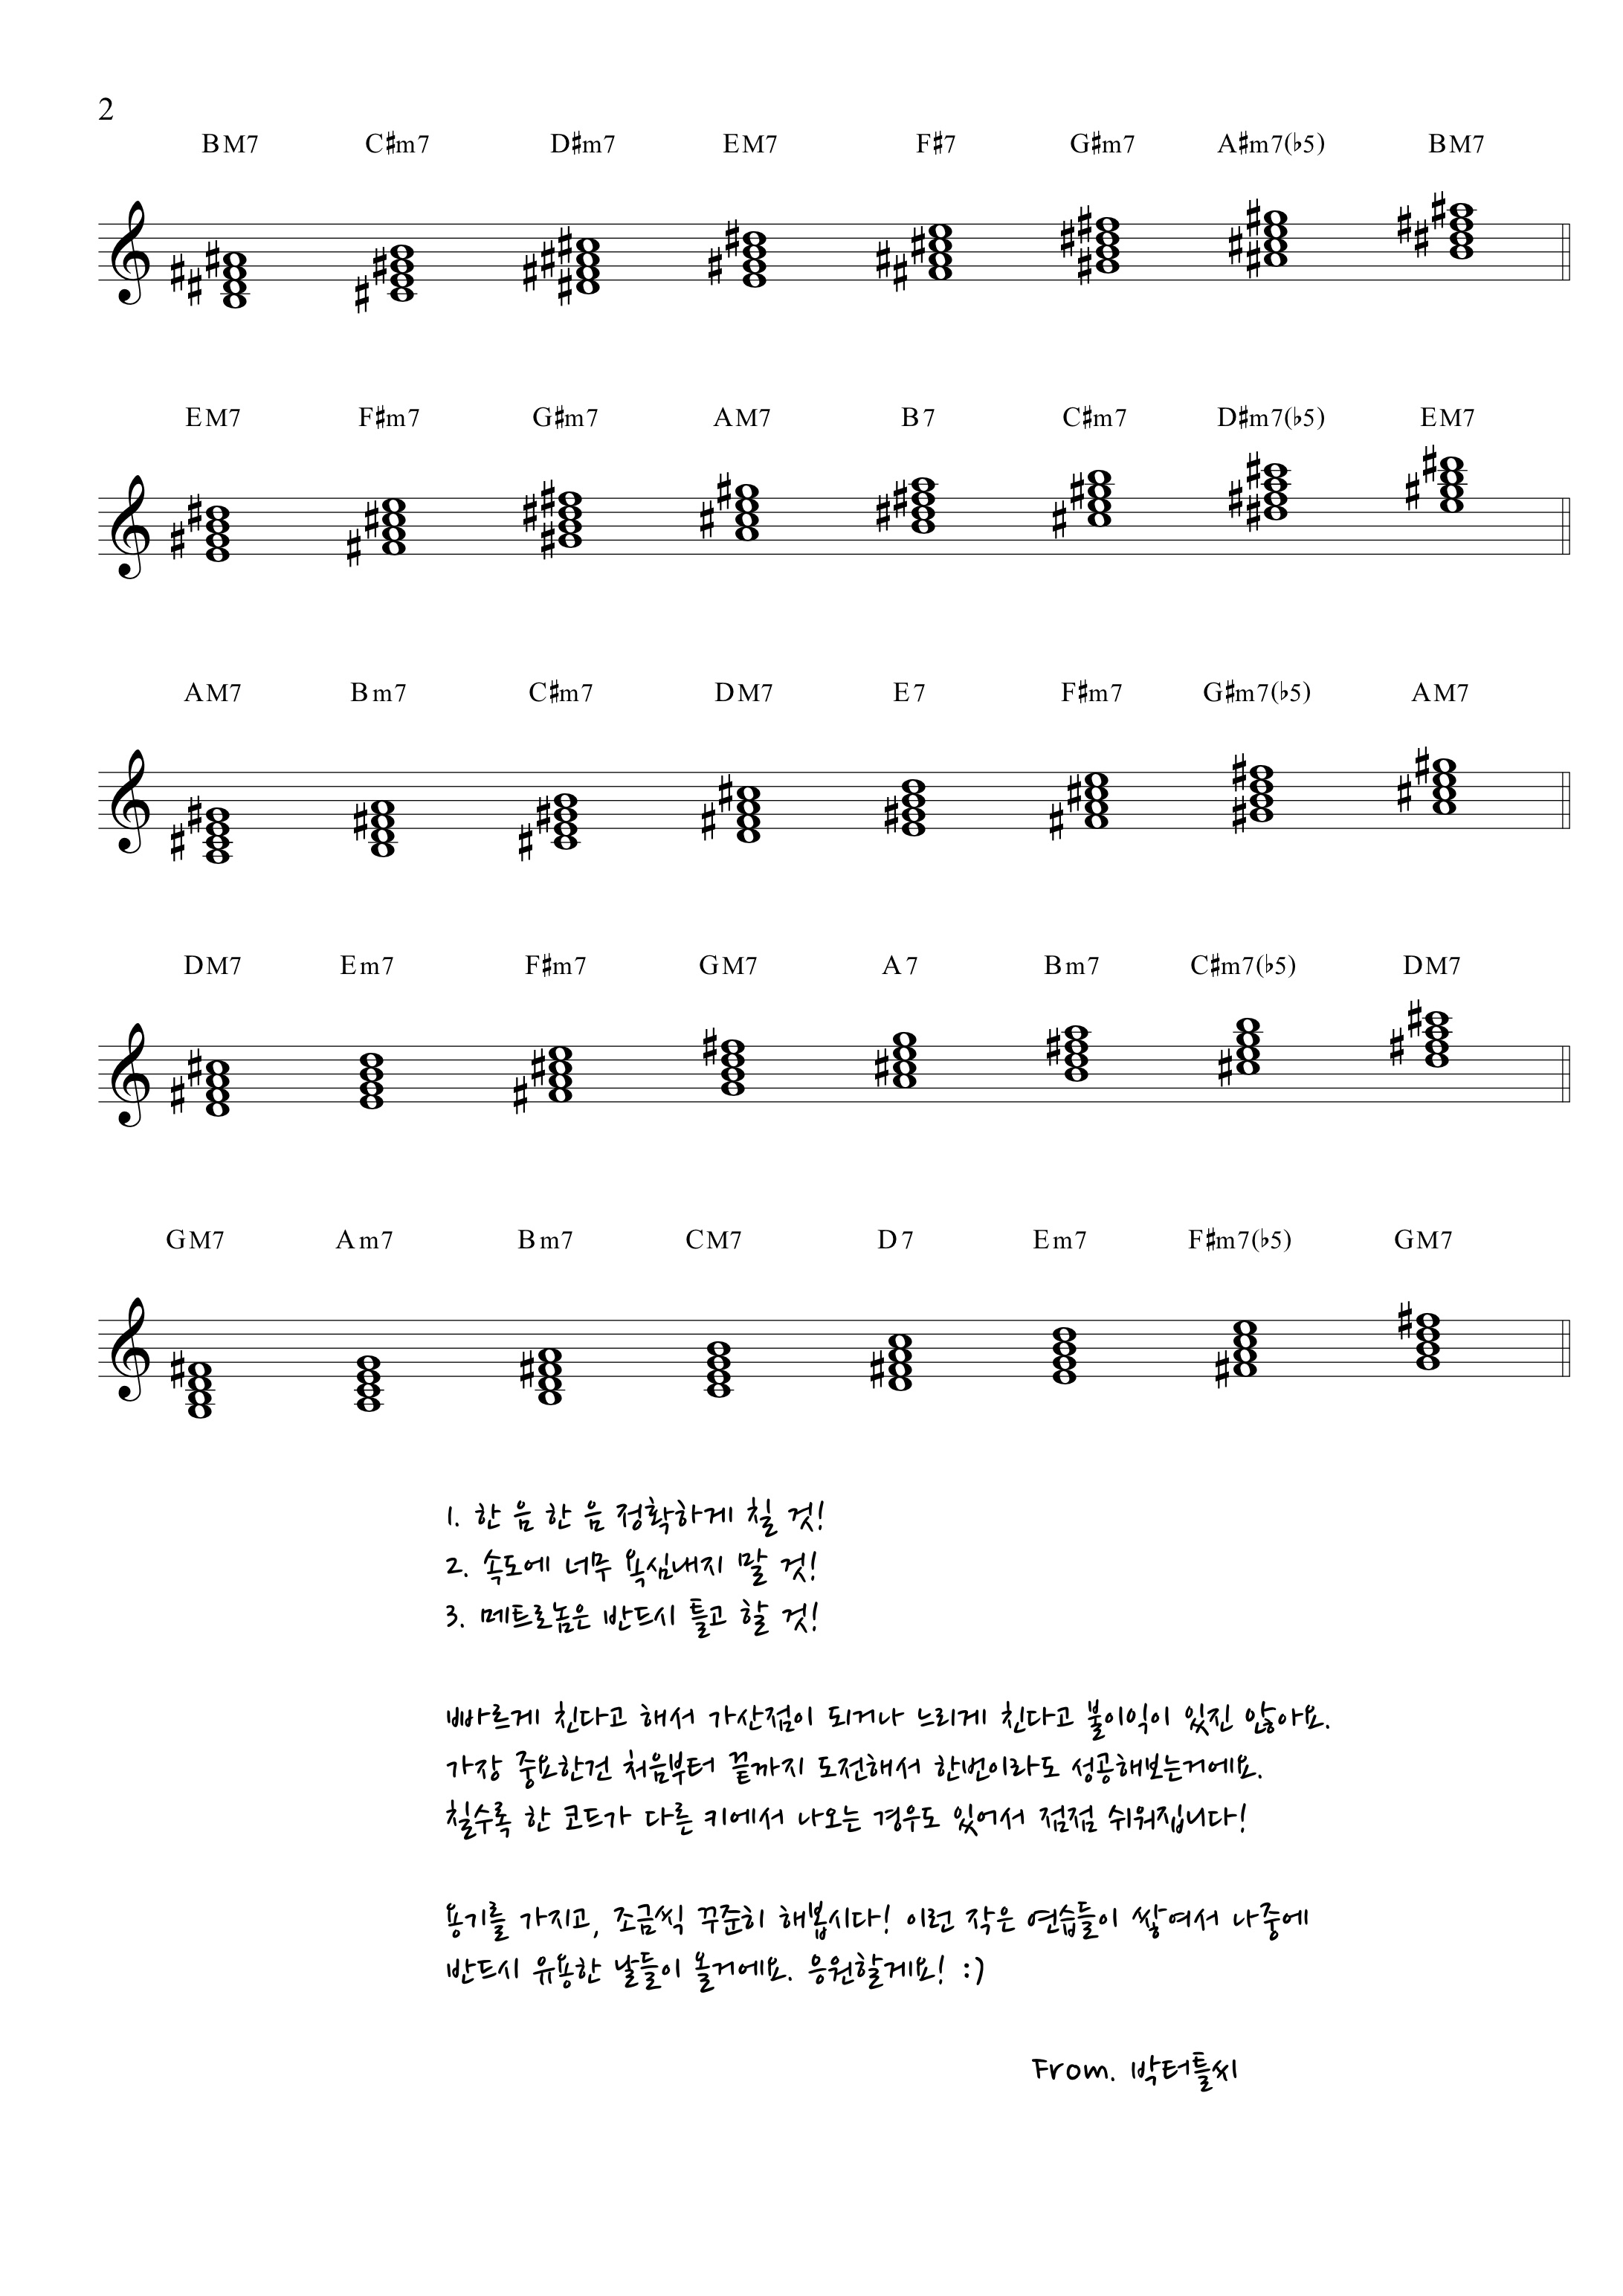 2
BM7 C#m7 D#m7 EM7 F#7 G#m7 A#m7(b5) BM7
EM7 F#m7 G#m7 AM7 B7 C#m7 D#m7(b5) EM7
AM7 Bm7 C#m7 DM7 E7 F#m7 G#m7(b5) AM7
DM7 Em7 F#m7 GM7 A7 Bm7 C#m7(b5) DM7
GM7 Am7 Bm7 CM7 D7 Em7 F#m7(b5) GM7
1. 한 음 한 음 정확하게 칠 것!
2. 속도에 너무 욕심내지 말 것!
3. 메트로놈은 반드시 틀고 할 것!
빠르게 친다고 해서 가산점이 되거나 느리게 친다고 불이익이 있진 않아요.
가장 중요한건 처음부터 끝까지 도전해서 한번이라도 성공해보는거에요.
칠수록 한 코드가 다른 키에서 나오는 경우도 있어서 점점 쉬워집니다!
용기를 가지고, 조금씩 꾸준히 해봅시다! 이런 작은 연습들이 쌓여서 나중에
반드시 유용한 날들이 올거에요. 응원할게요! :)
From. 박터틀씨